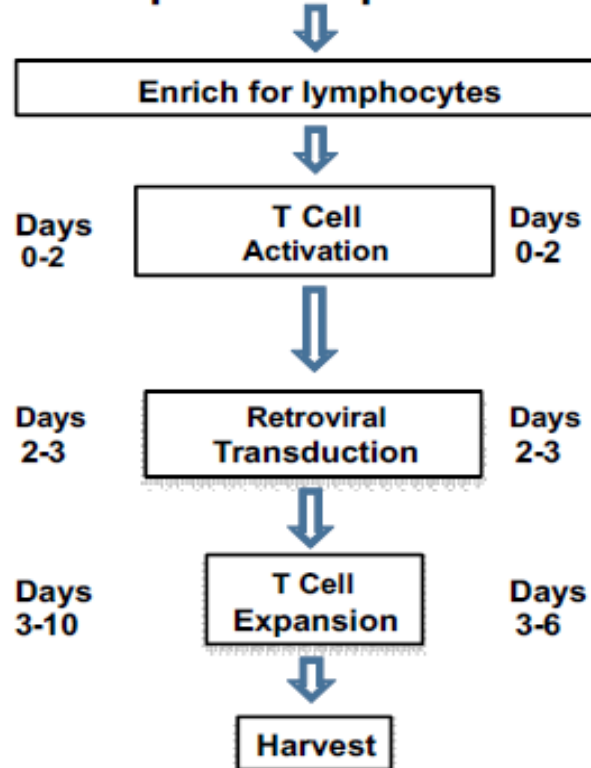 Enrich for lymphocytes
Days
0-2
T Cell
Activation
Days
0-2
Days
2-3
Retroviral
Transduction
Days
2-3
Days
3-10
T Cell
Expansion
Days
3-6
Harvest